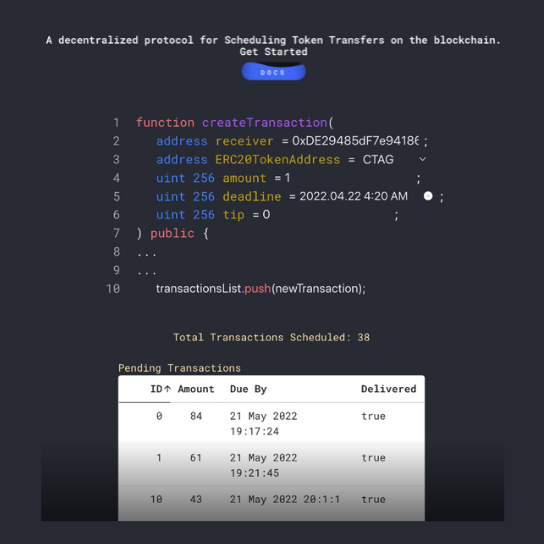 A decentralized protocol for Scheduling Token Transfers on the blockchain.
Get Started
DOCS
1 function createTransaction(
2 address receiver = 0xDE29485dF7e94186 ;
3 address ERC20TokenAddress = CTAG
4 uint 256 amount = 1 ;
5 uint 256 deadline = 2022.04.22 4:20 AM ;
6 uint 256 tip = 0 ;
7 ) public {
8 ...
9 ...
10 transactionsList.push(newTransaction);
Total Transactions Scheduled: 38
Pending Transactions
ID↑ Amount Due By Delivered
0 84 21 May 2022 true
19:17:24
1 61 21 May 2022 true
19:21:45
10 43 21 May 2022 20:1:1 true